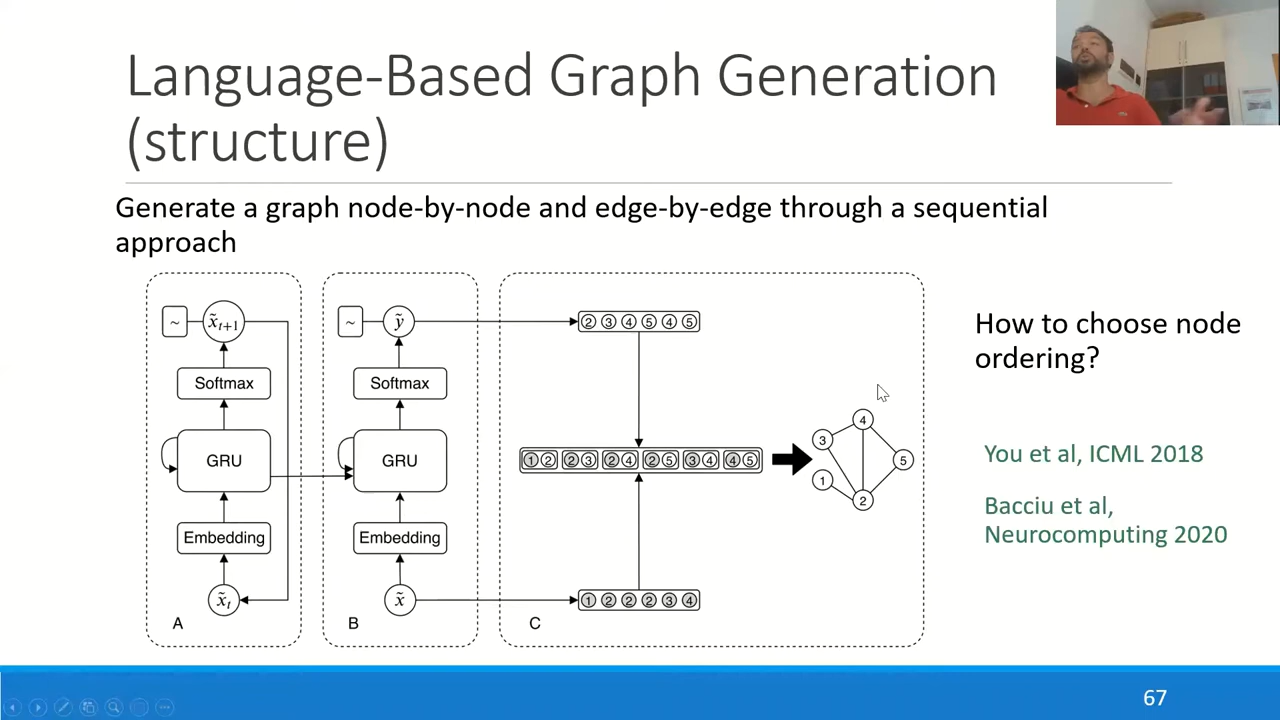 Language-Based Graph Generation
(structure)
Generate a graph node-by-node and edge-by-edge through a sequential
approach
~ x̃ₜ₊₁
Softmax
GRU
Embedding
x̃ₜ
A
~ ỹ
Softmax
GRU
Embedding
x̃
B
2 3 4 5 4 5
1 2 2 3 2 4 2 5 3 4 4 5
1 2 2 2 3 4
C
4
3
5
1
2
How to choose node
ordering?
You et al, ICML 2018
Bacciu et al,
Neurocomputing 2020
67